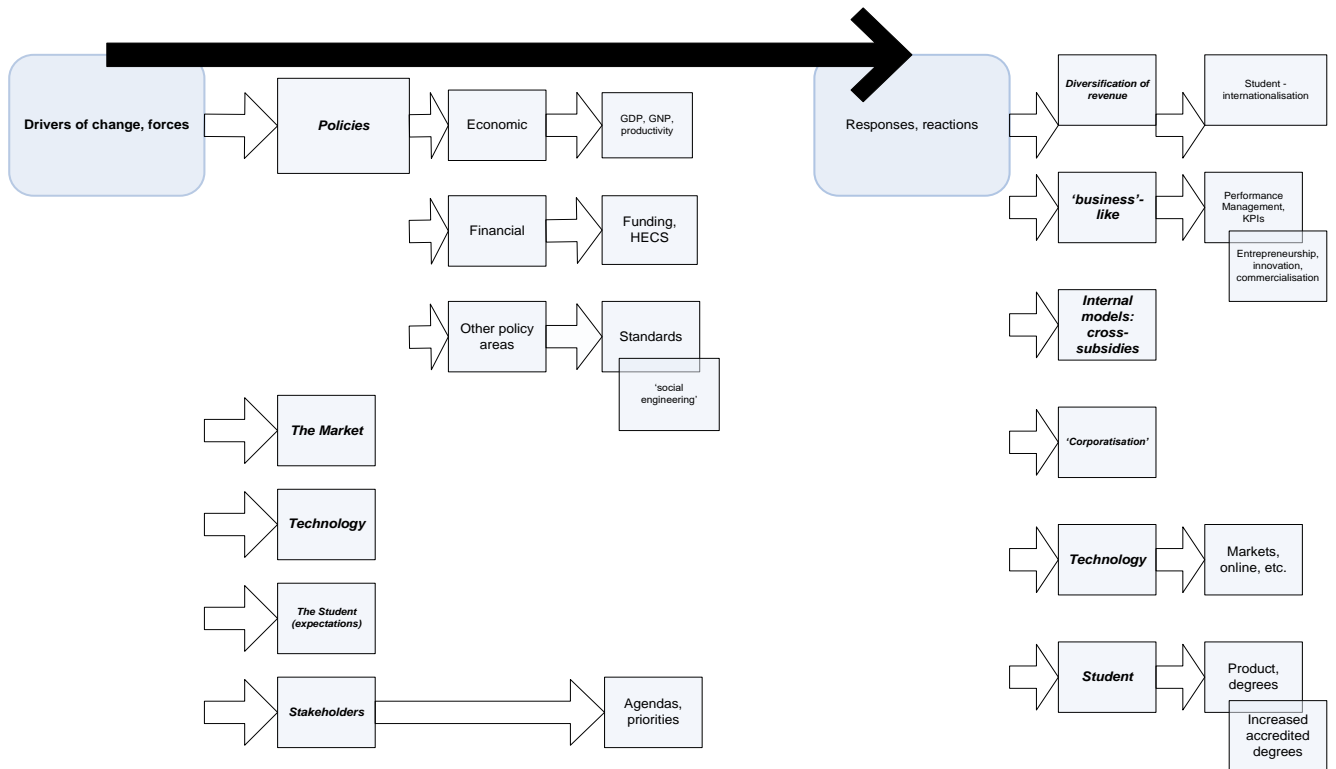 Drivers of change, forces
Policies
Economic
GDP, GNP,
productivity
Financial
Funding,
HECS
Other policy
areas
Standards
‘social
engineering’
The Market
Technology
The Student
(expectations)
Stakeholders
Agendas,
priorities
Responses, reactions
Diversification of
revenue
Student -
internationalisation
‘business’-
like
Performance
Management,
KPIs
Entrepreneurship,
innovation,
commercialisation
Internal
models:
cross-
subsidies
‘Corporatisation’
Technology
Markets,
online, etc.
Student
Product,
degrees
Increased
accredited
degrees